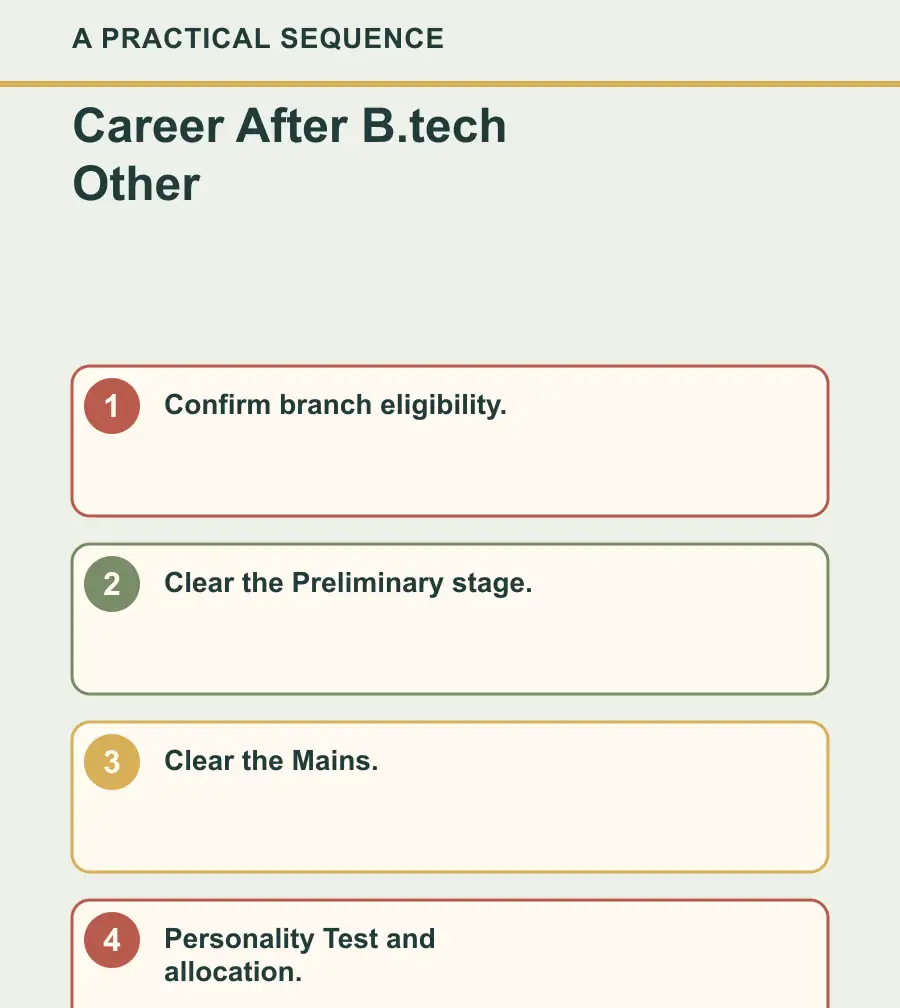 A PRACTICAL SEQUENCE
Career After B.tech
Other
1
Confirm branch eligibility.
2
Clear the Preliminary stage.
3
Clear the Mains.
4
Personality Test and
allocation.